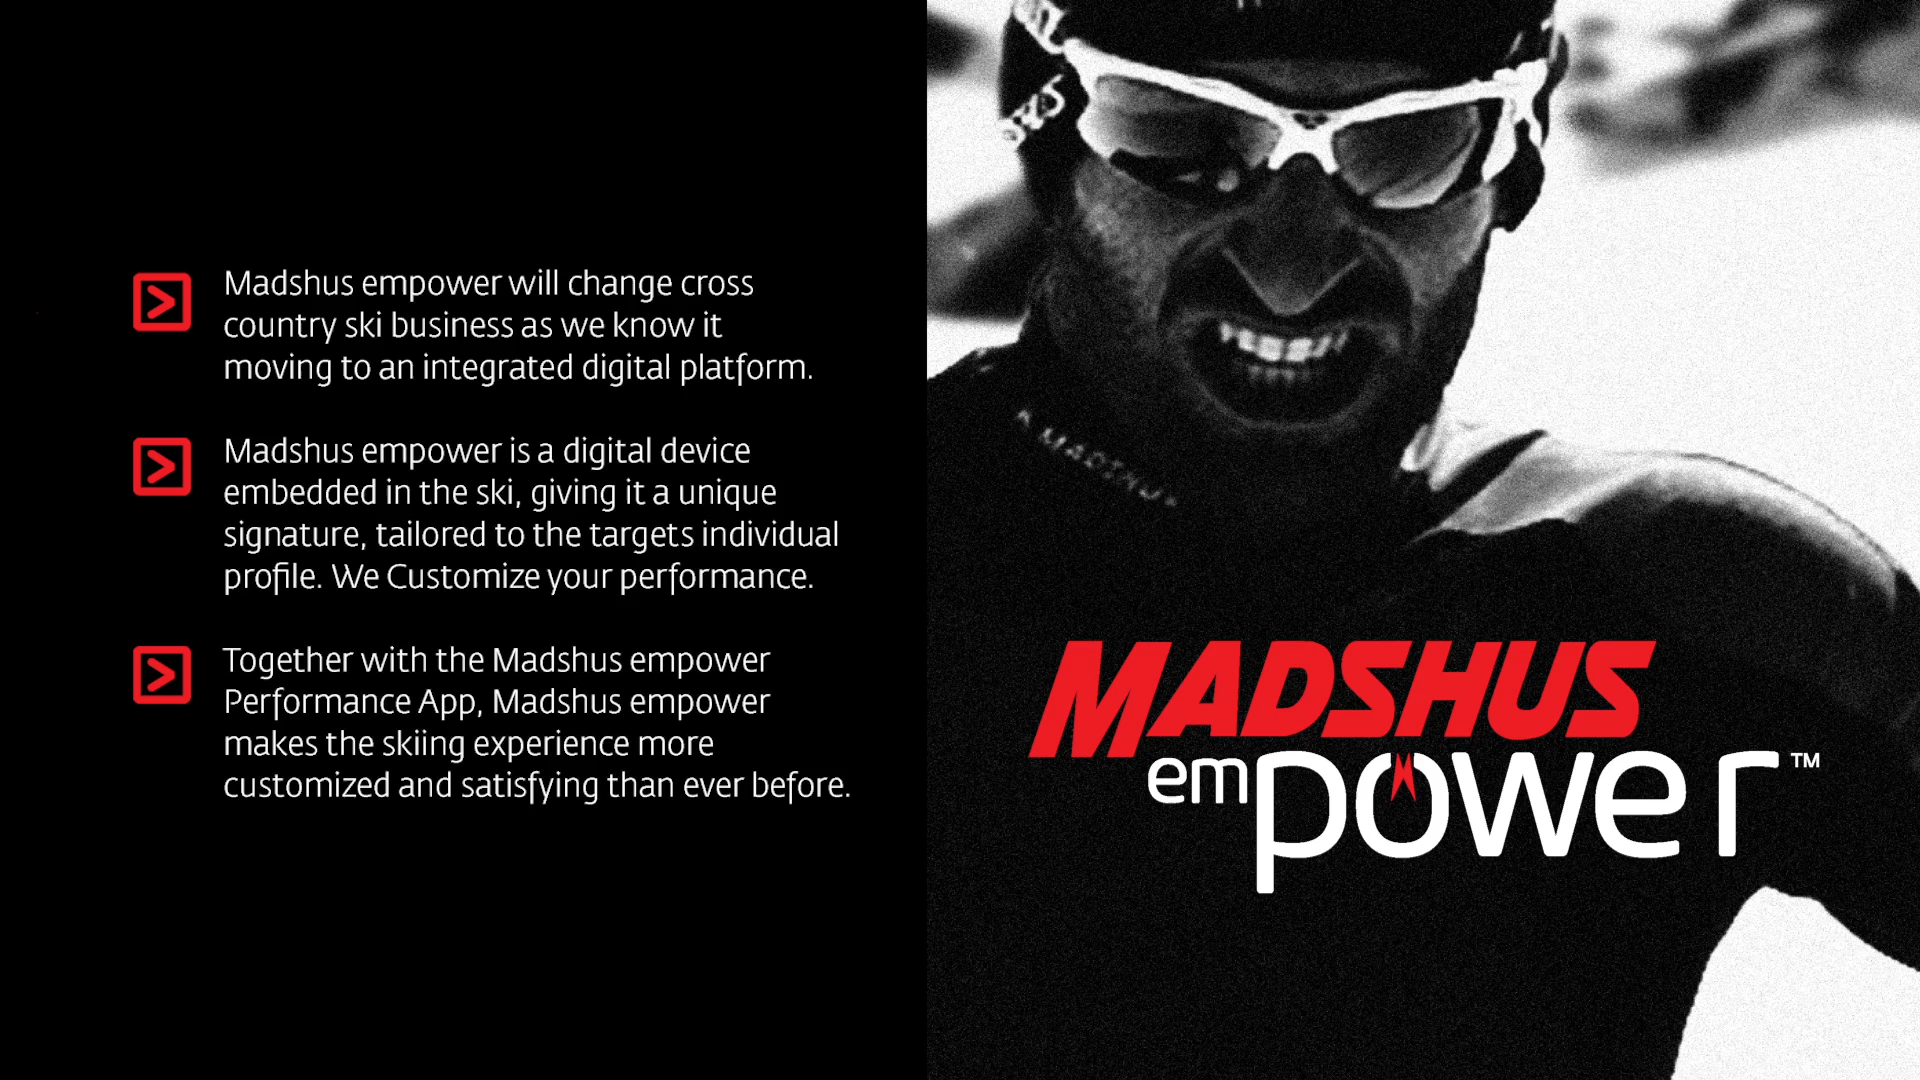 Madshus empower will change cross
country ski business as we know it
moving to an integrated digital platform.
Madshus empower is a digital device
embedded in the ski, giving it a unique
signature, tailored to the targets individual
profile. We Customize your performance.
Together with the Madshus empower
Performance App, Madshus empower
makes the skiing experience more
customized and satisfying than ever before.
MADSHUS
MADSHUS
empower™